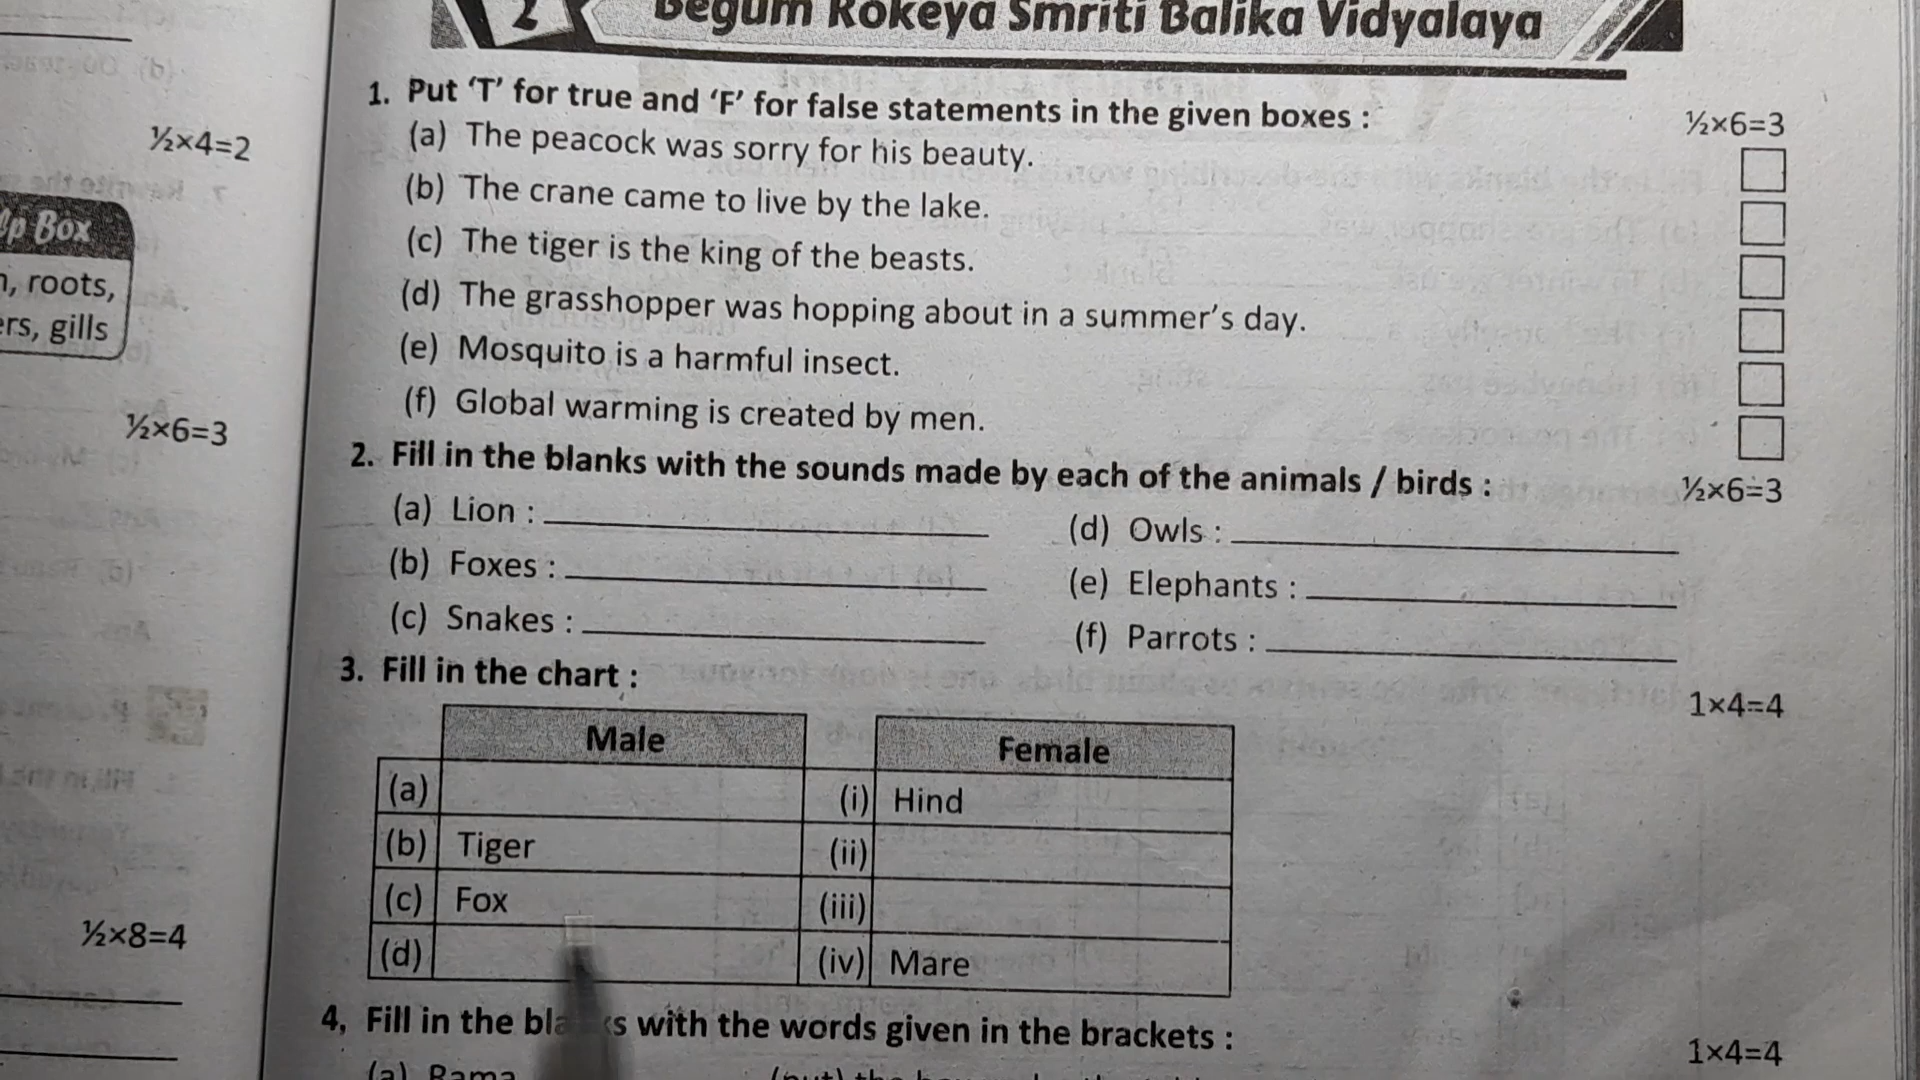 2 Begum Rokeya Smriti Balika Vidyalaya
1. Put 'T' for true and 'F' for false statements in the given boxes : ½×6=3
(a) The peacock was sorry for his beauty.
(b) The crane came to live by the lake.
(c) The tiger is the king of the beasts.
(d) The grasshopper was hopping about in a summer's day.
(e) Mosquito is a harmful insect.
(f) Global warming is created by men.
2. Fill in the blanks with the sounds made by each of the animals / birds : ½×6=3
(a) Lion : (d) Owls :
(b) Foxes : (e) Elephants :
(c) Snakes : (f) Parrots :
3. Fill in the chart : 1×4=4
Male Female
(a) (i) Hind
(b) Tiger (ii)
(c) Fox (iii)
(d) (iv) Mare
4, Fill in the with the words given in the brackets : 1×4=4
(a) Rama
½×4=2
Box
roots,
gills
½×6=3
½×8=4